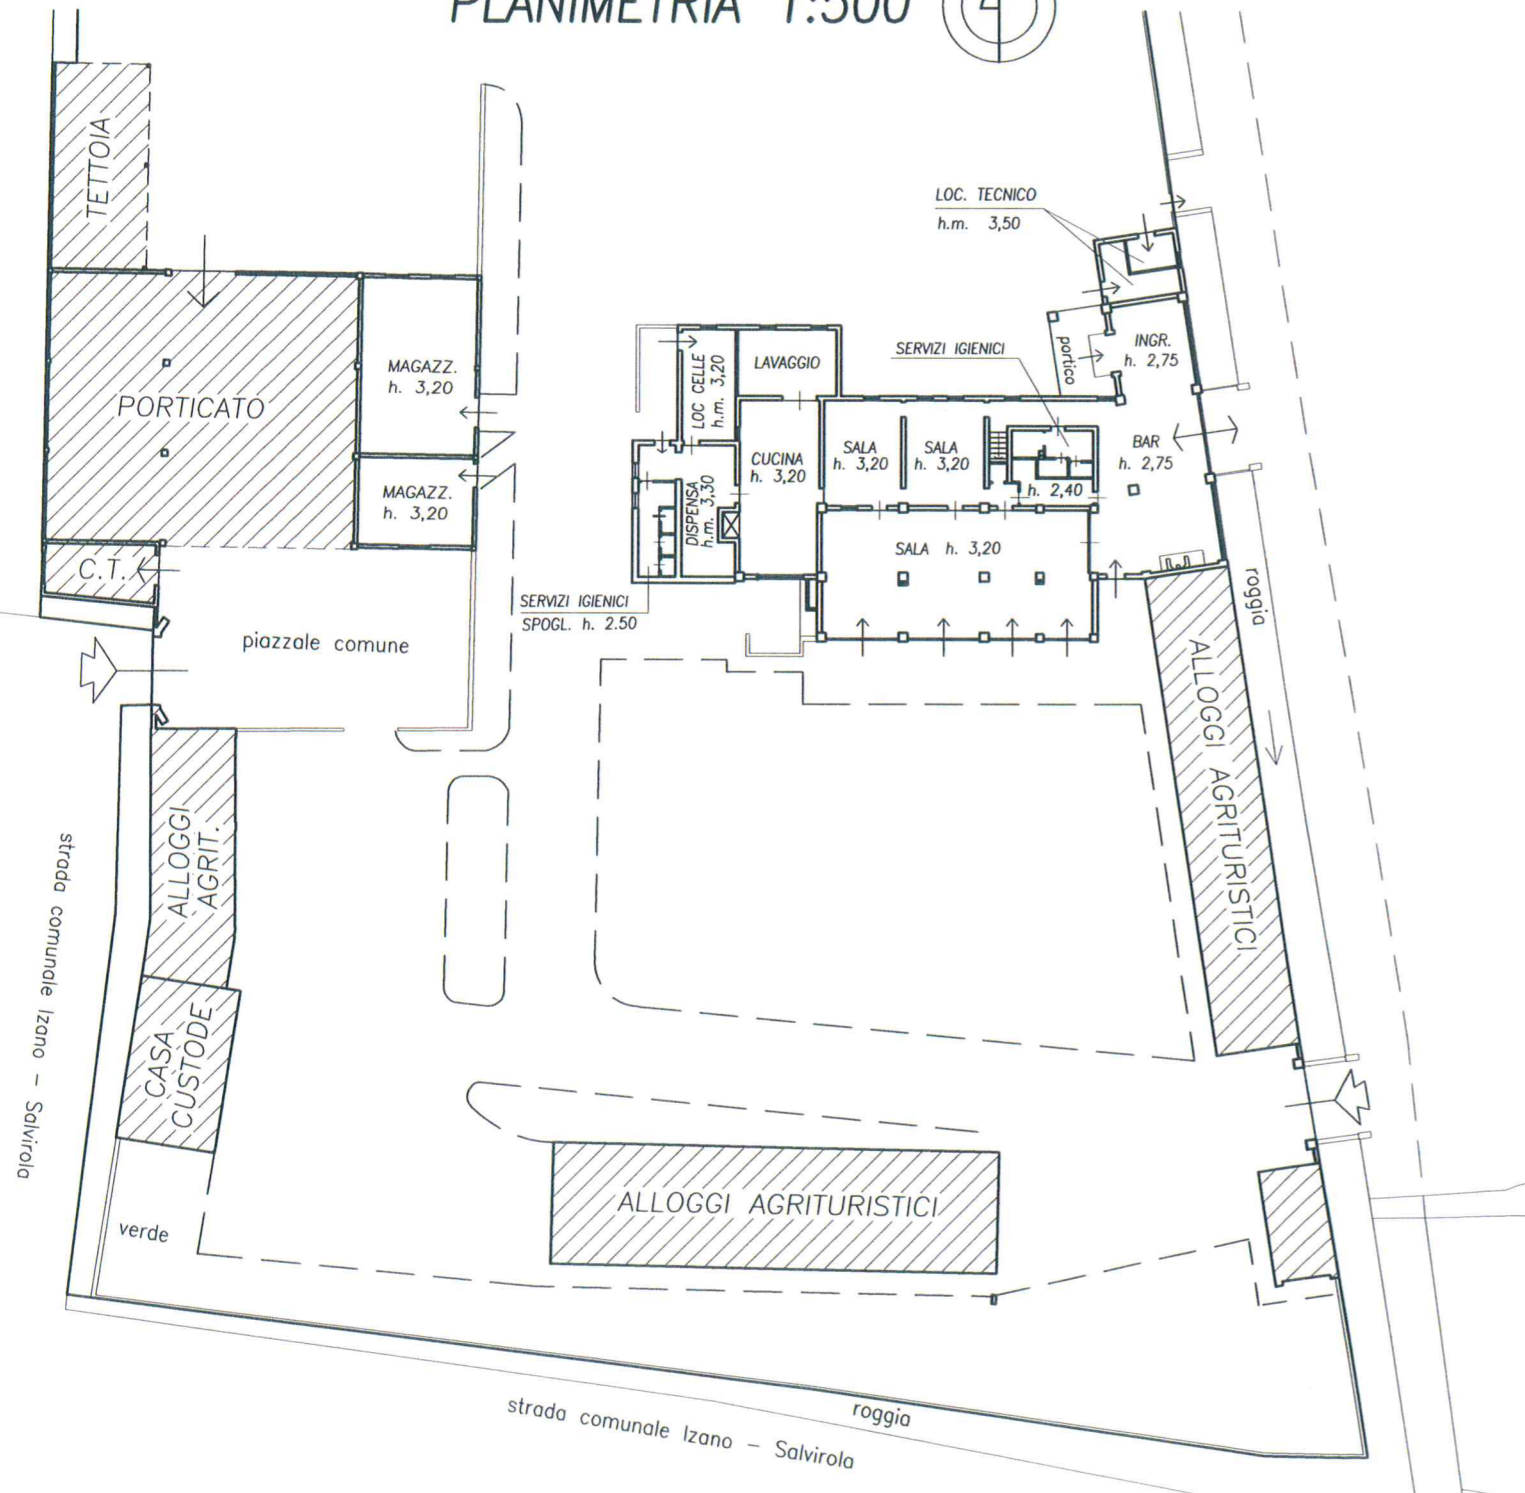 PLANIMETRIA 1:500
TETTOIA
LOC. TECNICO
h.m. 3,50
PORTICATO
MAGAZZ.
h. 3,20
MAGAZZ.
h. 3,20
C.T.
piazzale comune
LOC CELLE
h.m. 3,20
LAVAGGIO
SERVIZI IGIENICI
portico
INGR.
h. 2,75
CUCINA
h. 3,20
SALA
h. 3,20
SALA
h. 3,20
BAR
h. 2,75
h. 2,40
DISPENSA
h.m. 3,30
SALA h. 3,20
SERVIZI IGIENICI
SPOGL. h. 2.50
roggia
ALLOGGI AGRITURISTICI
ALLOGGI
AGRIT.
CASA
CUSTODE
strada comunale Izano - Salvirola
verde
ALLOGGI AGRITURISTICI
roggia
strada comunale Izano - Salvirola